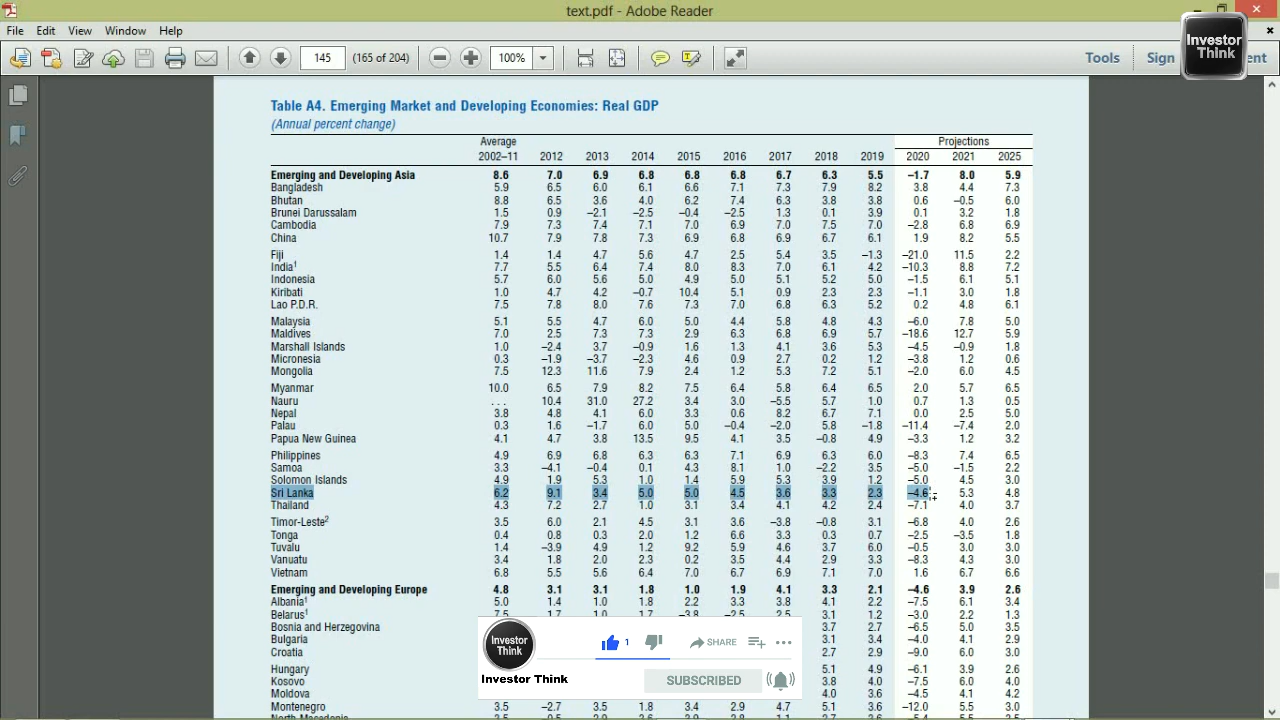 text.pdf - Adobe Reader
File Edit View Window Help
145 (165 of 204) 100% Tools Sign ent
Investor
Think
Table A4. Emerging Market and Developing Economies: Real GDP
(Annual percent change)
Average Projections
2002–11 2012 2013 2014 2015 2016 2017 2018 2019 2020 2021 2025
Emerging and Developing Asia 8.6 7.0 6.9 6.8 6.8 6.8 6.7 6.3 5.5 –1.7 8.0 5.9
Bangladesh 5.9 6.5 6.0 6.1 6.6 7.1 7.3 7.9 8.2 3.8 4.4 7.3
Bhutan 8.8 6.5 3.6 4.0 6.2 7.4 6.3 3.8 3.8 0.6 –0.5 6.0
Brunei Darussalam 1.5 0.9 –2.1 –2.5 –0.4 –2.5 1.3 0.1 3.9 0.1 3.2 1.8
Cambodia 7.9 7.3 7.4 7.1 7.0 6.9 7.0 7.5 7.0 –2.8 6.8 6.9
China 10.7 7.9 7.8 7.3 6.9 6.8 6.9 6.7 6.1 1.9 8.2 5.5
Fiji 1.4 1.4 4.7 5.6 4.7 2.5 5.4 3.5 –1.3 –21.0 11.5 2.2
India¹ 7.7 5.5 6.4 7.4 8.0 8.3 7.0 6.1 4.2 –10.3 8.8 7.2
Indonesia 5.7 6.0 5.6 5.0 4.9 5.0 5.1 5.2 5.0 –1.5 6.1 5.1
Kiribati 1.0 4.7 4.2 –0.7 10.4 5.1 0.9 2.3 2.3 –1.1 3.0 1.8
Lao P.D.R. 7.5 7.8 8.0 7.6 7.3 7.0 6.8 6.3 5.2 0.2 4.8 6.1
Malaysia 5.1 5.5 4.7 6.0 5.0 4.4 5.8 4.8 4.3 –6.0 7.8 5.0
Maldives 7.0 2.5 7.3 7.3 2.9 6.3 6.8 6.9 5.7 –18.6 12.7 5.9
Marshall Islands 1.0 –2.4 3.7 –0.9 1.6 1.3 4.1 3.6 5.3 –4.5 –0.9 1.8
Micronesia 0.3 –1.9 –3.7 –2.3 4.6 0.9 2.7 0.2 1.2 –3.8 1.2 0.6
Mongolia 7.5 12.3 11.6 7.9 2.4 1.2 5.3 7.2 5.1 –2.0 6.0 4.5
Myanmar 10.0 6.5 7.9 8.2 7.5 6.4 5.8 6.4 6.5 2.0 5.7 6.5
Nauru . . . 10.4 31.0 27.2 3.4 3.0 –5.5 5.7 1.0 0.7 1.3 0.5
Nepal 3.8 4.8 4.1 6.0 3.3 0.6 8.2 6.7 7.1 0.0 2.5 5.0
Palau 0.3 1.6 –1.7 6.0 5.0 –0.4 –2.0 5.8 –1.8 –11.4 –7.4 2.0
Papua New Guinea 4.1 4.7 3.8 13.5 9.5 4.1 3.5 –0.8 4.9 –3.3 1.2 3.2
Philippines 4.9 6.9 6.8 6.3 6.3 7.1 6.9 6.3 6.0 –8.3 7.4 6.5
Samoa 3.3 –4.1 –0.4 0.1 4.3 8.1 1.0 –2.2 3.5 –5.0 –1.5 2.2
Solomon Islands 4.9 1.9 5.3 1.0 1.4 5.9 5.3 3.9 1.2 –5.0 4.5 3.0
Sri Lanka 6.2 9.1 3.4 5.0 5.0 4.5 3.6 3.3 2.3 –4.6 5.3 4.8
Thailand 4.3 7.2 2.7 1.0 3.1 3.4 4.1 4.2 2.4 –7.1 4.0 3.7
Timor-Leste² 3.5 6.0 2.1 4.5 3.1 3.6 –3.8 –0.8 3.1 –6.8 4.0 2.6
Tonga 0.4 0.8 0.3 2.0 1.2 6.6 3.3 0.3 0.7 –2.5 –3.5 1.8
Tuvalu 1.4 –3.9 4.9 1.2 9.2 5.9 4.6 3.7 6.0 –0.5 3.0 3.0
Vanuatu 3.4 1.8 2.0 2.3 0.2 3.5 4.4 2.9 3.3 –8.3 4.3 3.0
Vietnam 6.8 5.5 5.6 6.4 7.0 6.7 6.9 7.1 7.0 1.6 6.7 6.6
Emerging and Developing Europe 4.8 3.1 3.1 1.8 1.0 1.9 4.1 3.3 2.1 –4.6 3.9 2.6
Albania¹ 5.0 1.4 1.0 1.8 2.2 3.3 3.8 4.1 2.2 –7.5 6.1 3.4
Belarus¹ 7.5 1.7 1.0 1.7 –3.8 –2.5 2.5 3.1 1.2 –3.0 2.2 1.3
Bosnia and Herzegovina 3.7 2.7 –6.5 5.0 3.5
Bulgaria 3.1 3.4 –4.0 4.1 2.9
Croatia 2.7 2.9 –9.0 6.0 3.0
Hungary 5.1 4.9 –6.1 3.9 2.6
Kosovo 3.8 4.0 –7.5 6.0 4.0
Moldova 4.0 3.6 –4.5 4.1 4.2
Montenegro 3.5 –2.7 3.5 1.8 3.4 2.9 4.7 5.1 3.6 –12.0 5.5 3.0
Investor
Think
1 SHARE
Investor Think SUBSCRIBED